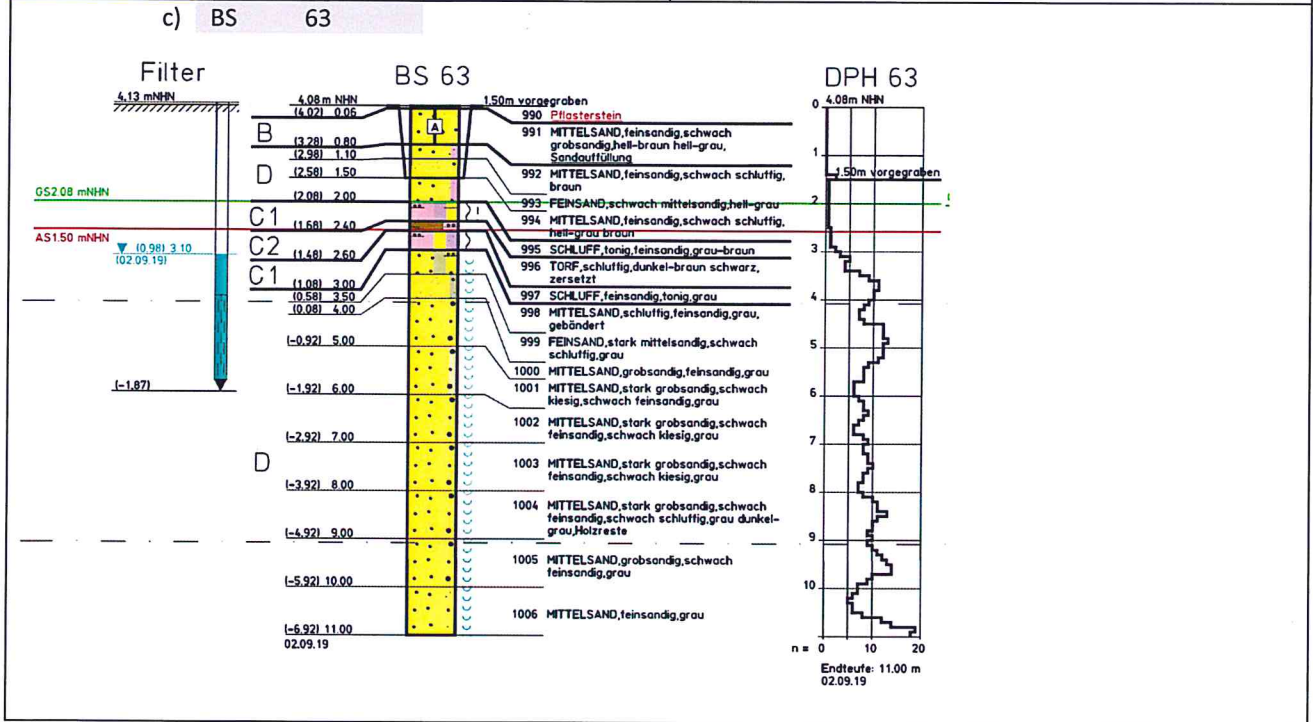 c) BS 63
Filter
4.13 mNHN
GS2.08 mNHN
AS1.50 mNHN
(0.98) 3.10
(02.09.19)
(-1.87)
BS 63
4.08m NHN
1.50m vorgegraben
(4.02) 0.06
B
(3.28) 0.80
(2.98) 1.10
D
(2.58) 1.50
(2.08) 2.00
C1
(1.68) 2.40
C2
(1.48) 2.60
C1
(1.08) 3.00
(0.58) 3.50
(0.08) 4.00
(-0.92) 5.00
(-1.92) 6.00
(-2.92) 7.00
D
(-3.92) 8.00
(-4.92) 9.00
(-5.92) 10.00
(-6.92) 11.00
02.09.19
A
990 Pflasterstein
991 MITTELSAND,feinsandig,schwach
grobsandig,hell-braun hell-grau,
Sandauffüllung
992 MITTELSAND,feinsandig,schwach schluffig,
braun
993 FEINSAND,schwach mittelsandig,hell-grau
994 MITTELSAND,feinsandig,schwach schluffig,
hell-grau braun
995 SCHLUFF,tonig,feinsandig,grau-braun
996 TORF,schluffig,dunkel-braun schwarz,
zersetzt
997 SCHLUFF,feinsandig,tonig,grau
998 MITTELSAND,schluffig,feinsandig,grau,
gebändert
999 FEINSAND,stark mittelsandig,schwach
schluffig,grau
1000 MITTELSAND,grobsandig,feinsandig,grau
1001 MITTELSAND,stark grobsandig,schwach
kiesig,schwach feinsandig,grau
1002 MITTELSAND,stark grobsandig,schwach
feinsandig,schwach kiesig,grau
1003 MITTELSAND,stark grobsandig,schwach
feinsandig,schwach kiesig,grau
1004 MITTELSAND,stark grobsandig,schwach
feinsandig,schwach schluffig,grau dunkel-
grau,Holzreste
1005 MITTELSAND,grobsandig,schwach
feinsandig,grau
1006 MITTELSAND,feinsandig,grau
DPH 63
4.08m NHN
0
1
1.50m vorgegraben
2
3
4
5
6
7
8
9
10
n = 0 10 20
Endteufe: 11.00 m
02.09.19